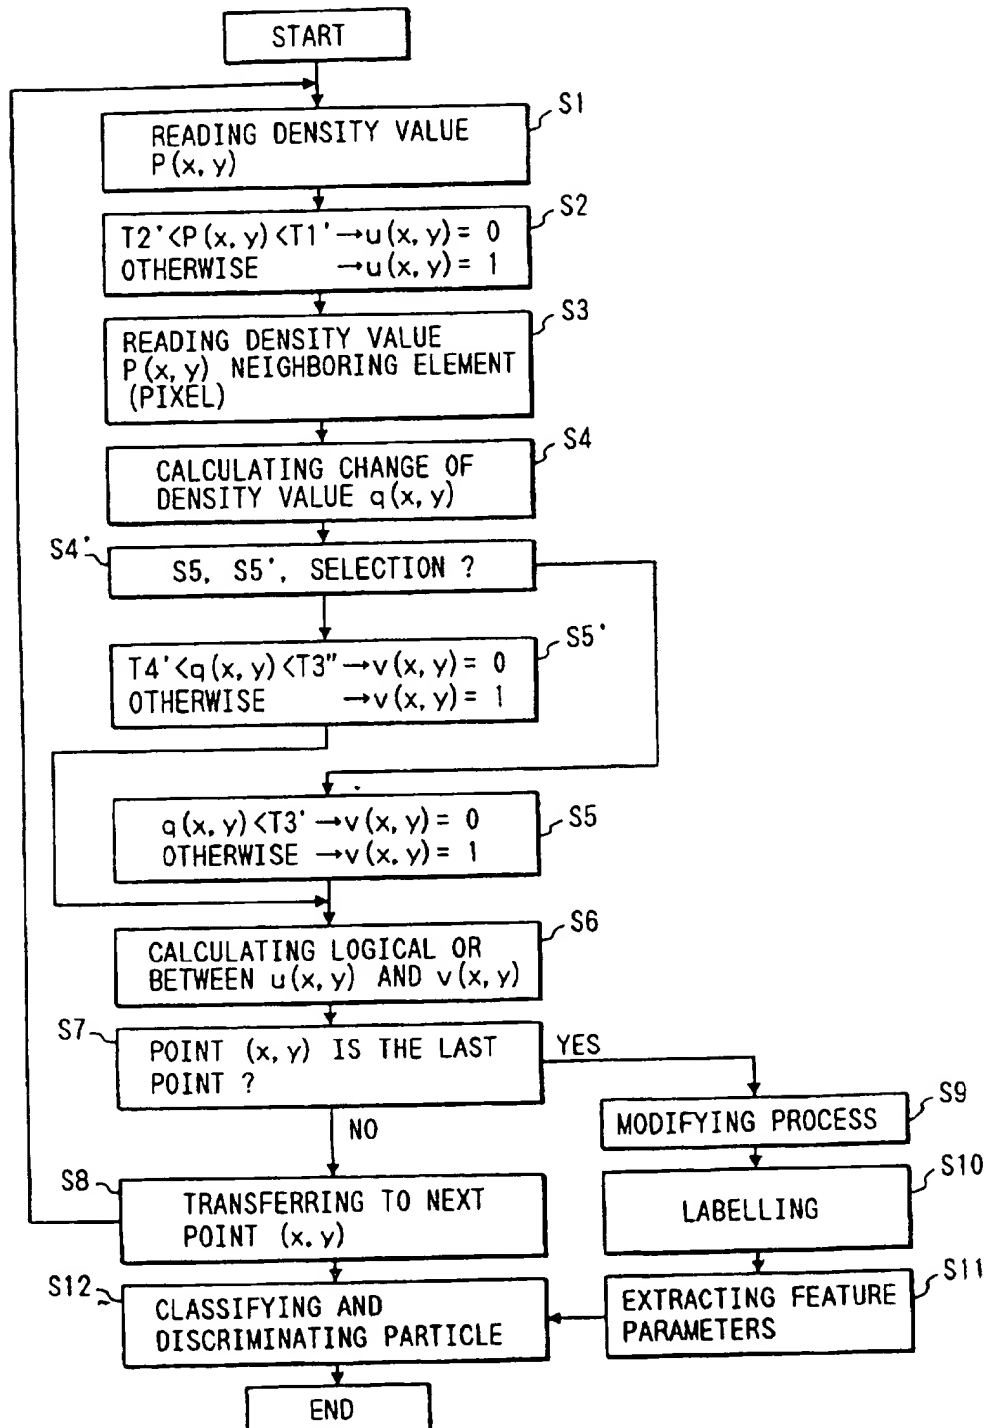 START
S1
READING DENSITY VALUE
P(x, y)
S2
T2'<P(x, y)<T1'→u(x, y)= 0
OTHERWISE →u(x, y)= 1
S3
READING DENSITY VALUE
P(x, y) NEIGHBORING ELEMENT
(PIXEL)
S4
CALCULATING CHANGE OF
DENSITY VALUE q(x, y)
S4'
S5, S5', SELECTION ?
S5'
T4'<q(x, y)<T3"→v(x, y)= 0
OTHERWISE →v(x, y)= 1
S5
q(x, y)<T3'→v(x, y)= 0
OTHERWISE →v(x, y)= 1
S6
CALCULATING LOGICAL OR
BETWEEN u(x, y) AND v(x, y)
S7
POINT (x, y) IS THE LAST
POINT ?
YES
NO
S9
MODIFYING PROCESS
S8
TRANSFERRING TO NEXT
POINT (x. y)
S10
LABELLING
S11
EXTRACTING FEATURE
PARAMETERS
S12
CLASSIFYING AND
DISCRIMINATING PARTICLE
END